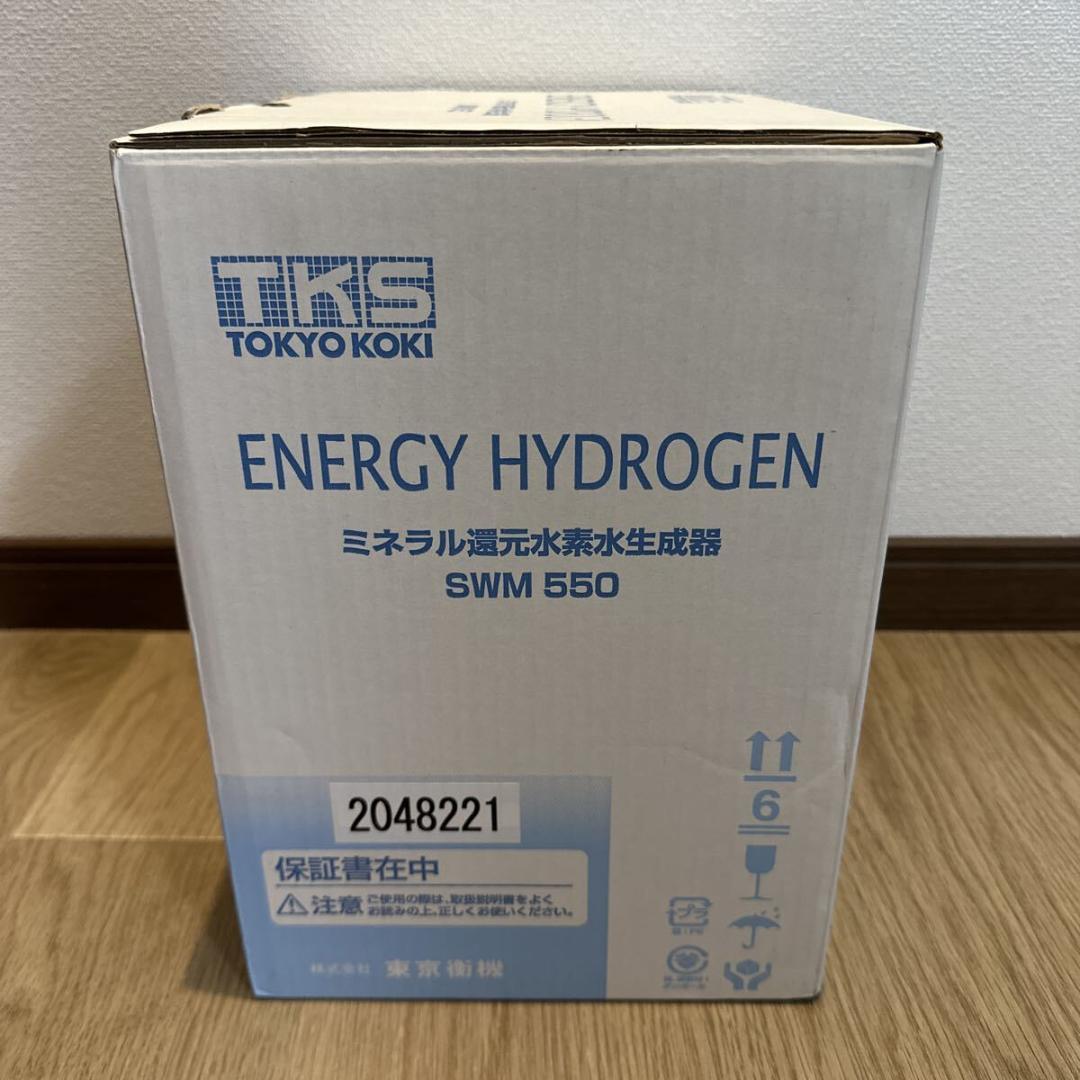 TKS
TOKYO KOKI
ENERGY HYDROGEN
ミネラル還元水素水生成器
SWM 550
6
2048221
保証書在中
注意 ご使用の際は、取扱説明書をよく
お読みの上、正しくお使いください。
プラ
株式会社 東京衡機